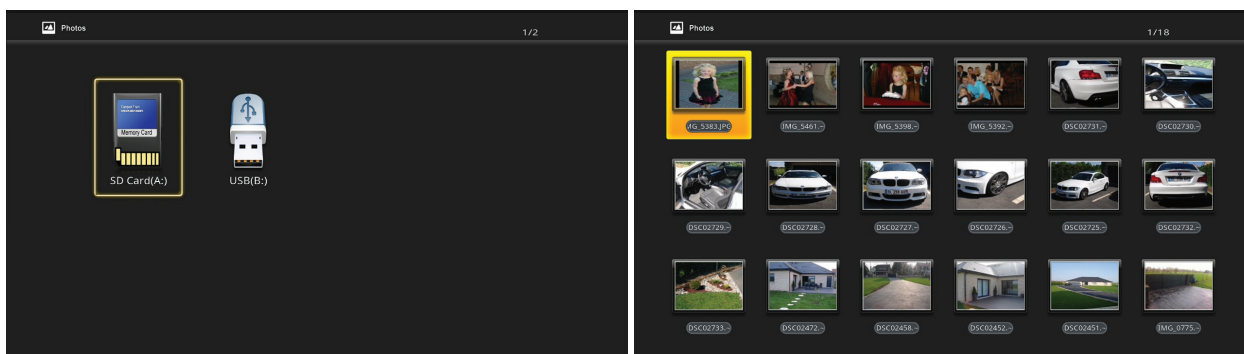 Photos
1/2
Memory Card
SD Card(A:)
USB(B:)
Photos
1/18
MG_5383.JPG
IMG_5461.~
IMG_5398.~
IMG_5392.~
DSC02731.~
DSC02730.~
DSC02729.~
DSC02728.~
DSC02727.~
DSC02726.~
DSC02725.~
DSC02732.~
DSC02733.~
DSC02472.~
DSC02458.~
DSC02452.~
DSC02451.~
IMG_0775.~